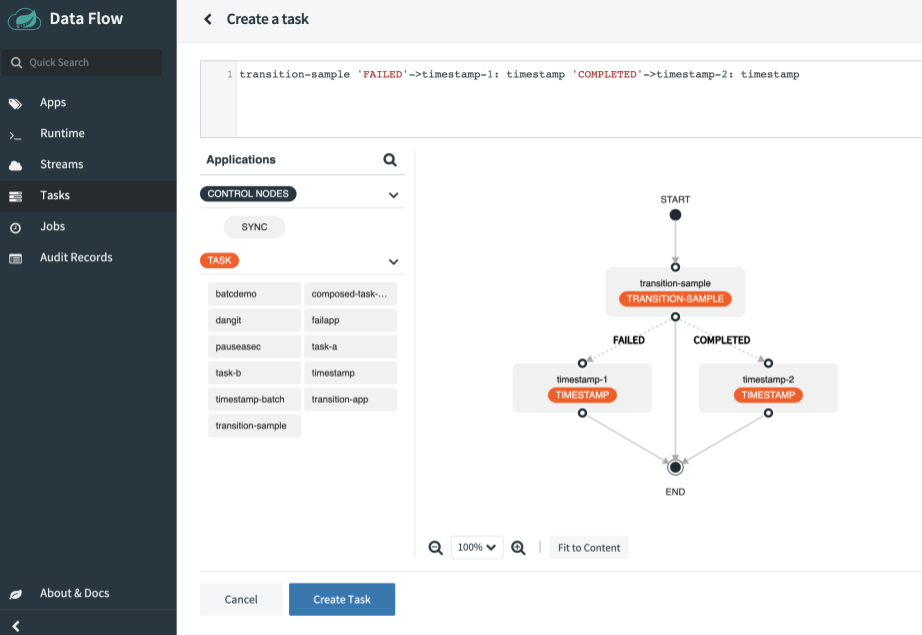 Data Flow
Quick Search
Apps
Runtime
Streams
Tasks
Jobs
Audit Records
About & Docs
Create a task
1 transition-sample 'FAILED'->timestamp-1: timestamp 'COMPLETED'->timestamp-2: timestamp
Applications
CONTROL NODES
SYNC
TASK
batcdemo composed-task-...
dangit failapp
pauseasec task-a
task-b timestamp
timestamp-batch transition-app
transition-sample
START
transition-sample
TRANSITION-SAMPLE
FAILED COMPLETED
timestamp-1 timestamp-2
TIMESTAMP TIMESTAMP
END
100% Fit to Content
Cancel Create Task